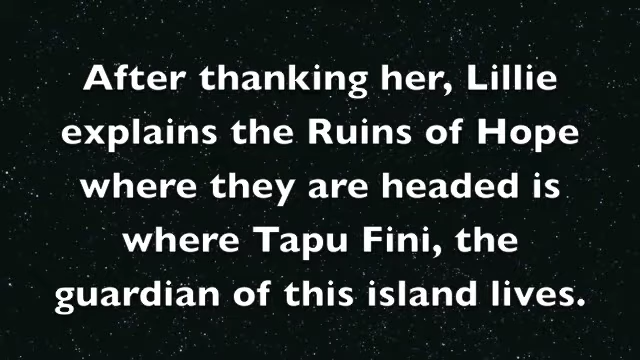 After thanking her, Lillie
explains the Ruins of Hope
where they are headed is
where Tapu Fini, the
guardian of this island lives.